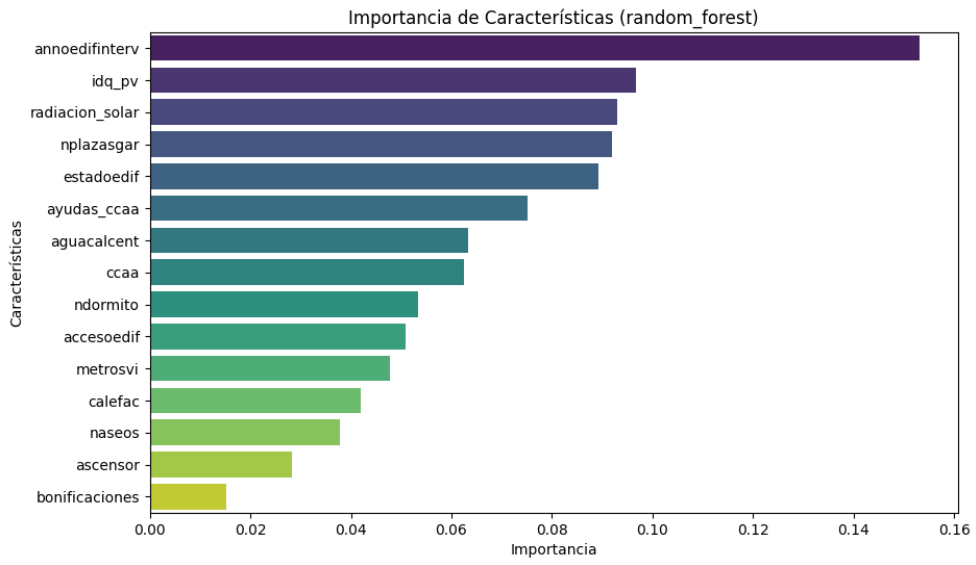 Importancia de Características (random_forest)
Características
annoedifinterv
idq_pv
radiacion_solar
nplazasgar
estadoedif
ayudas_ccaa
aguacalcent
ccaa
ndormito
accesoedif
metrosvi
calefac
naseos
ascensor
bonificaciones
0.00 0.02 0.04 0.06 0.08 0.10 0.12 0.14 0.16
Importancia